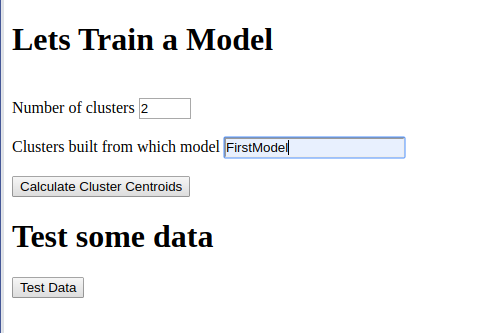 Lets Train a Model
Number of clusters 2
Clusters built from which model FirstModel
Calculate Cluster Centroids
Test some data
Test Data